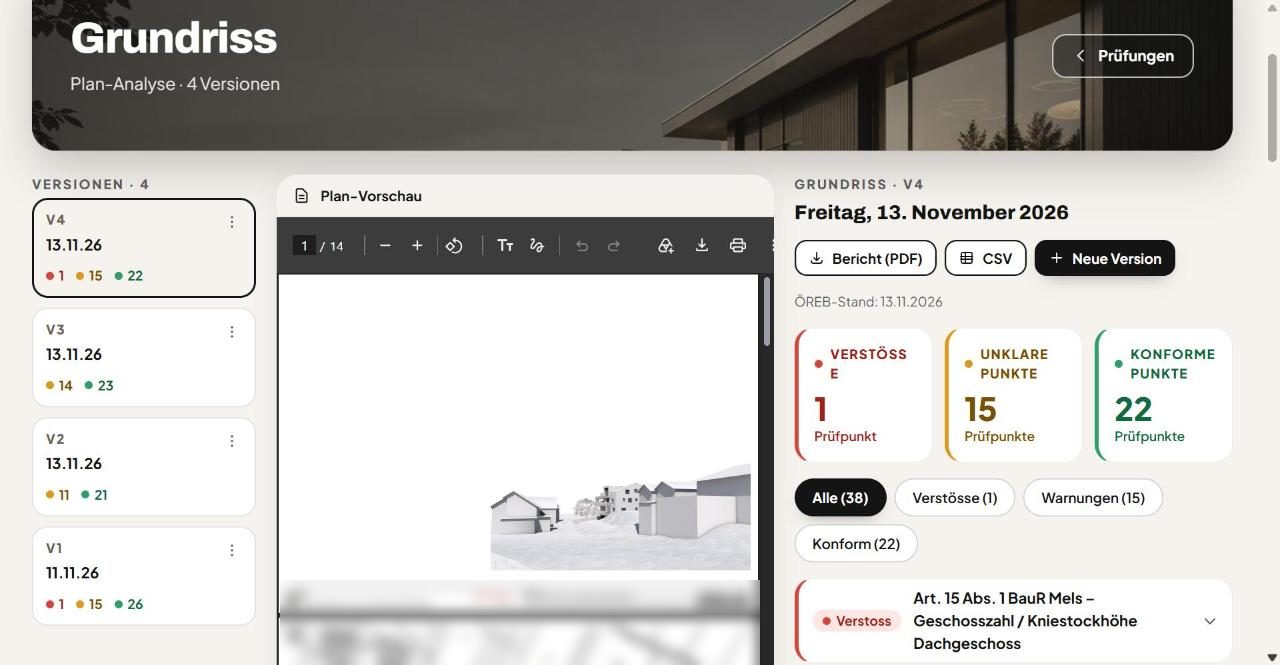 Grundriss
Plan-Analyse · 4 Versionen
Prüfungen
VERSIONEN · 4
V4
13.11.26
1 15 22
V3
13.11.26
14 23
V2
13.11.26
11 21
V1
11.11.26
1 15 26
Plan-Vorschau
1 / 14
GRUNDRISS · V4
Freitag, 13. November 2026
Bericht (PDF) CSV Neue Version
ÖREB-Stand: 13.11.2026
VERSTÖSS
E
1
Prüfpunkt
UNKLARE
PUNKTE
15
Prüfpunkte
KONFORME
PUNKTE
22
Prüfpunkte
Alle (38) Verstösse (1) Warnungen (15)
Konform (22)
Verstoss
Art. 15 Abs. 1 BauR Mels –
Geschosszahl / Kniestockhöhe
Dachgeschoss